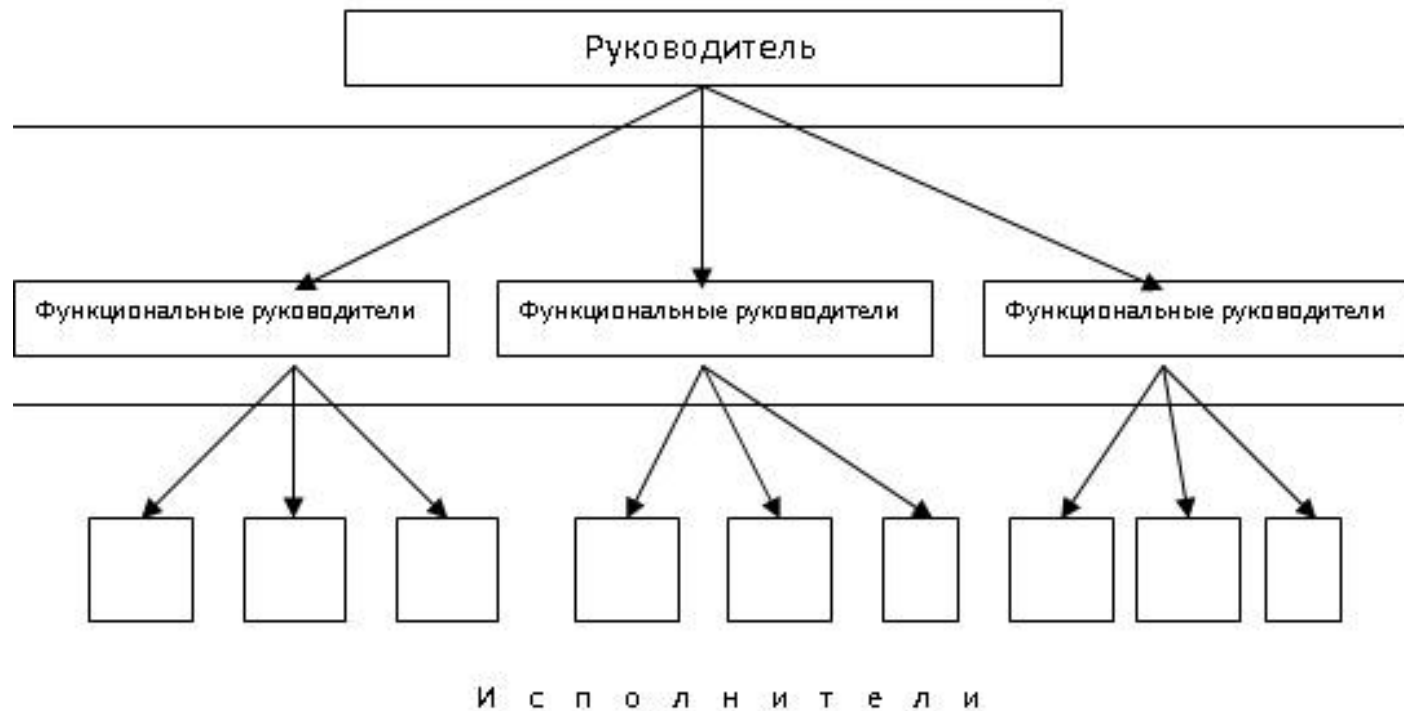 Руководитель
Функциональные руководители
Функциональные руководители
Функциональные руководители
И с п о л н и т е л и